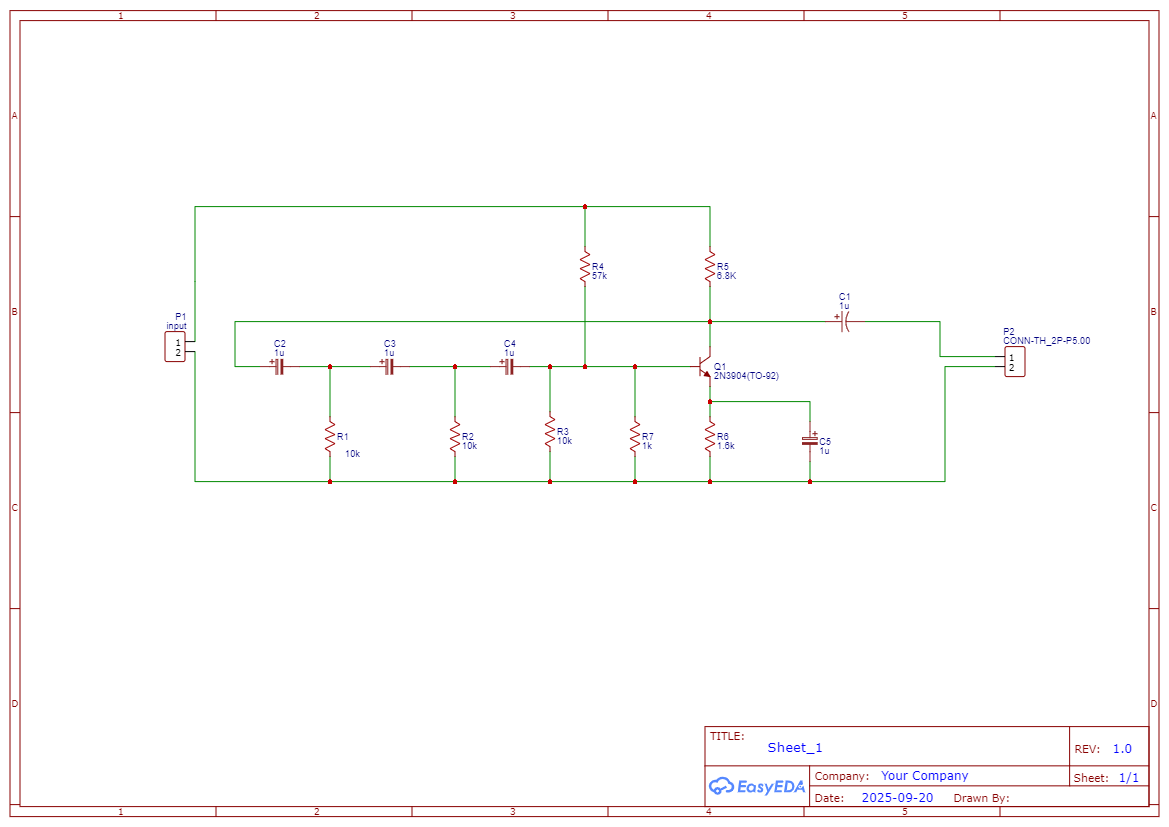 1 2 3 4 5
A A
B B
C C
D D
R4
57k
R5
6.8K
C1
1u
+
P1
input
1
2
C2
1u
+
C3
1u
+
C4
1u
+
Q1
2N3904(TO-92)
P2
CONN-TH_2P-P5.00
1
2
R1
10k
R2
10k
R3
10k
R7
1k
R6
1.6k
+
C5
1u
TITLE:
Sheet_1
REV: 1.0
EasyEDA
Company: Your Company
Sheet: 1/1
Date: 2025-09-20 Drawn By:
1 2 3 4 5